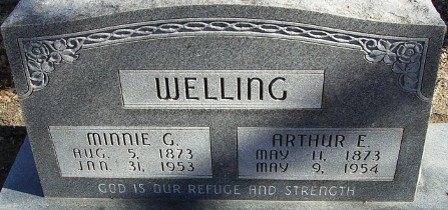 WELLING
MINNIE G.
AUG. 5, 1873
JAN. 31, 1953
ARTHUR E.
MAY 11, 1873
MAY 9, 1954
GOD IS OUR REFUGE AND STRENGTH